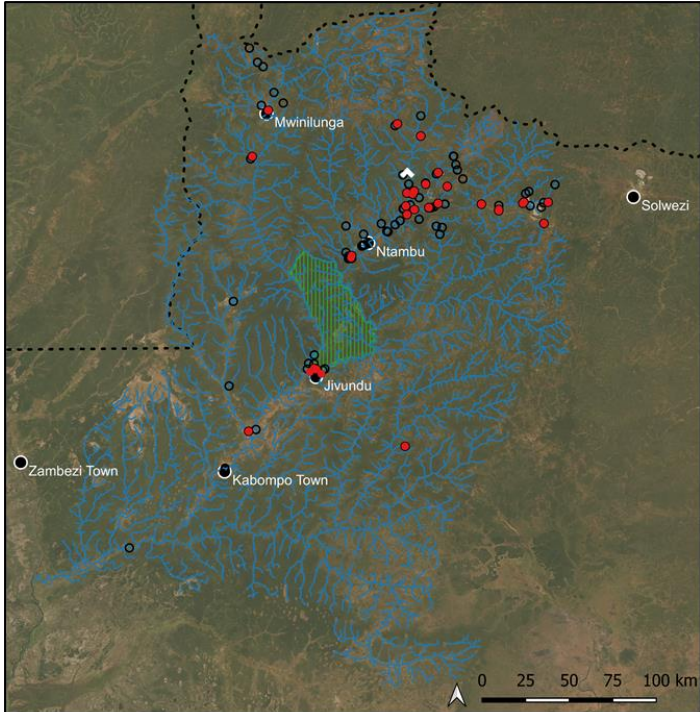 Mwinilunga
Solwezi
Ntambu
Jivundu
Zambezi Town
Kabompo Town
0 25 50 75 100 km